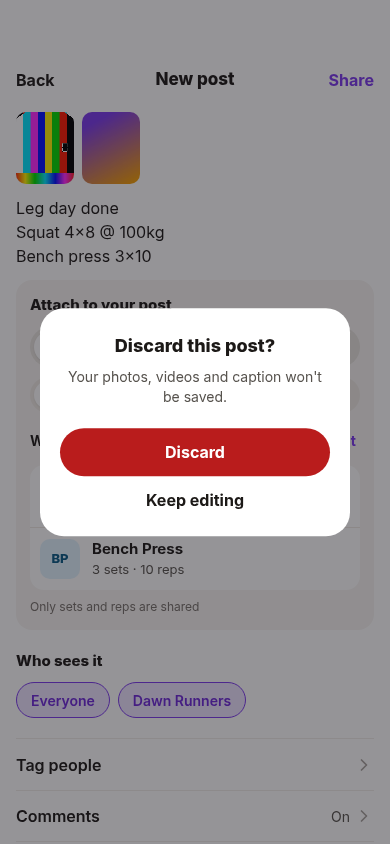 Back
New post
Share
Leg day done
Squat 4×8 @ 100kg
Bench press 3×10
Attach to your post
Discard this post?
Your photos, videos and caption won't
be saved.
Discard
Keep editing
BP
Bench Press
3 sets · 10 reps
Only sets and reps are shared
Who sees it
Everyone
Dawn Runners
Tag people
Comments
On